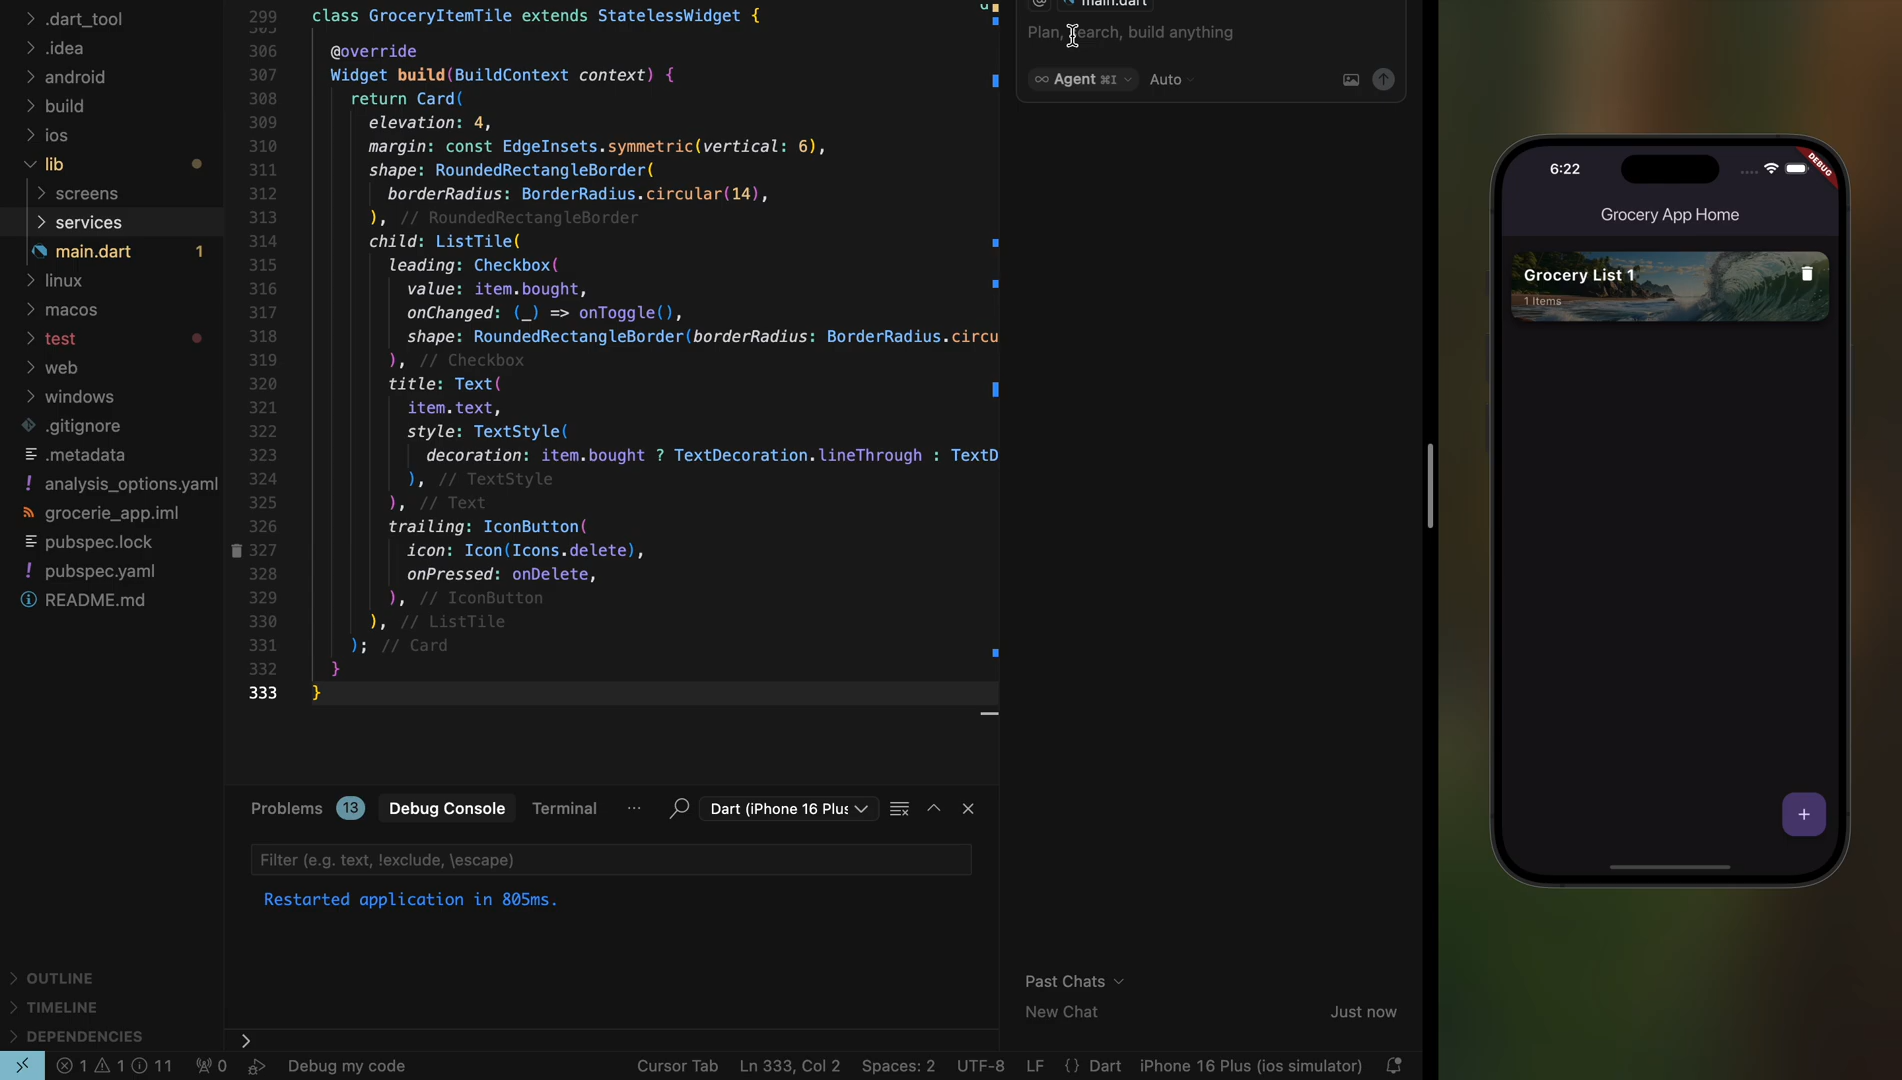 .dart_tool
.idea
android
build
ios
lib
screens
services
main.dart 1
linux
macos
test
web
windows
.gitignore
.metadata
analysis_options.yaml
grocerie_app.iml
pubspec.lock
pubspec.yaml
README.md
OUTLINE
TIMELINE
DEPENDENCIES
299 class GroceryItemTile extends StatelessWidget {
305
306 @override
307 Widget build(BuildContext context) {
308 return Card(
309 elevation: 4,
310 margin: const EdgeInsets.symmetric(vertical: 6),
311 shape: RoundedRectangleBorder(
312 borderRadius: BorderRadius.circular(14),
313 ), // RoundedRectangleBorder
314 child: ListTile(
315 leading: Checkbox(
316 value: item.bought,
317 onChanged: (_) => onToggle(),
318 shape: RoundedRectangleBorder(borderRadius: BorderRadius.circu
319 ), // Checkbox
320 title: Text(
321 item.text,
322 style: TextStyle(
323 decoration: item.bought ? TextDecoration.lineThrough : TextD
324 ), // TextStyle
325 ), // Text
326 trailing: IconButton(
327 icon: Icon(Icons.delete),
328 onPressed: onDelete,
329 ), // IconButton
330 ), // ListTile
331 ); // Card
332 }
333 }
Problems 13 Debug Console Terminal ··· Dart (iPhone 16 Plus
Filter (e.g. text, !exclude, \escape)
Restarted application in 805ms.
@ main.dart
Plan, search, build anything
∞ Agent ⌘I Auto
Past Chats
New Chat Just now
6:22
DEBUG
Grocery App Home
Grocery List 1
1 Items
+
1 1 11 0 Debug my code Cursor Tab Ln 333, Col 2 Spaces: 2 UTF-8 LF {} Dart iPhone 16 Plus (ios simulator)